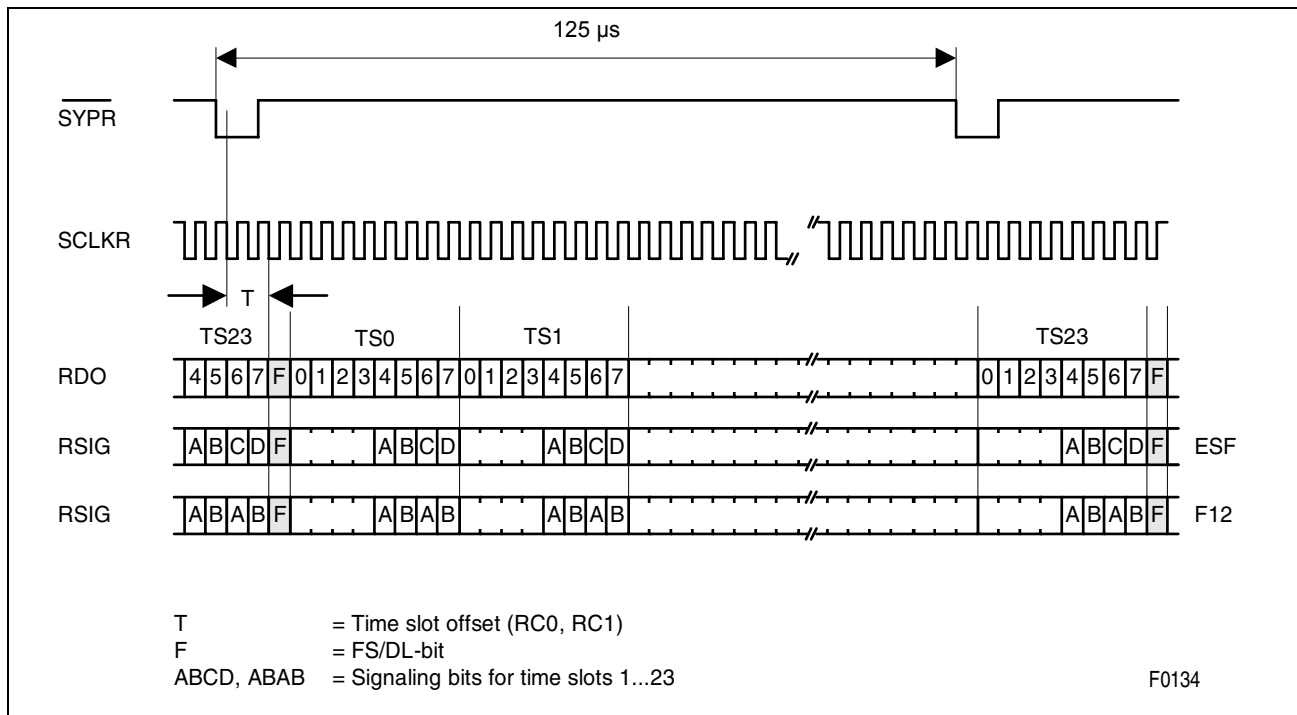 125 µs
SYPR
SCLKR
T
TS23 TS0 TS1 TS23
RDO 4 5 6 7 F 0 1 2 3 4 5 6 7 0 1 2 3 4 5 6 7 0 1 2 3 4 5 6 7 F
RSIG A B C D F A B C D A B C D A B C D F ESF
RSIG A B A B F A B A B A B A B A B A B F F12
T = Time slot offset (RC0, RC1)
F = FS/DL-bit
ABCD, ABAB = Signaling bits for time slots 1...23
F0134